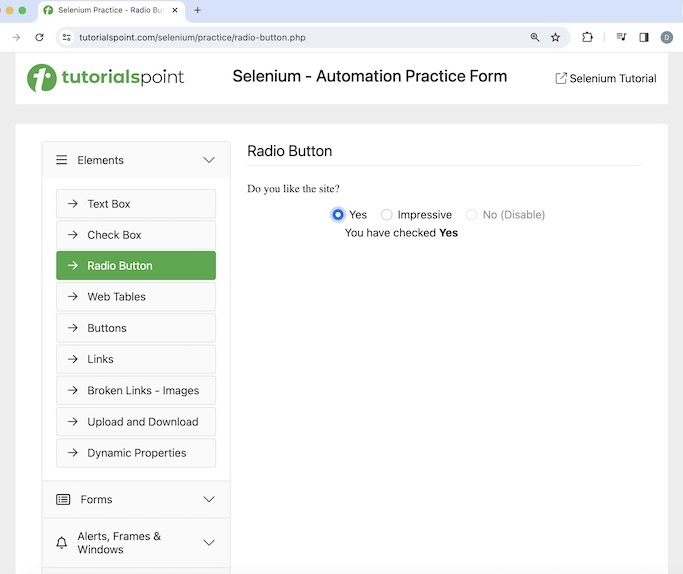 Selenium Practice - Radio But
tutorialspoint.com/selenium/practice/radio-button.php
D
tutorialspoint
Selenium - Automation Practice Form
Selenium Tutorial
Elements
Text Box
Check Box
Radio Button
Web Tables
Buttons
Links
Broken Links - Images
Upload and Download
Dynamic Properties
Forms
Alerts, Frames &
Windows
Radio Button
Do you like the site?
Yes Impressive No (Disable)
You have checked Yes